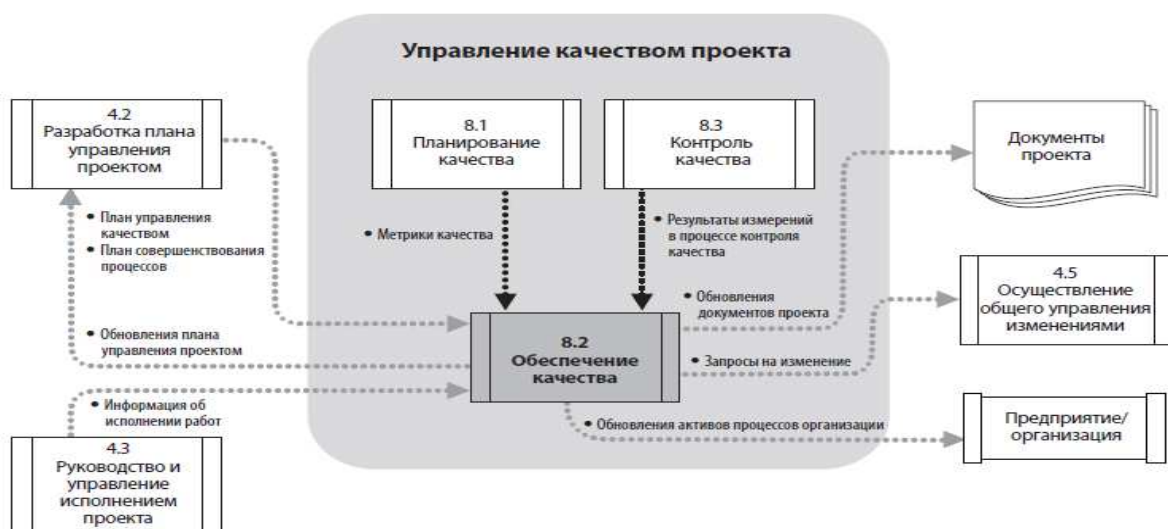 Управление качеством проекта
4.2
Разработка плана
управления
проектом
8.1
Планирование
качества
8.3
Контроль
качества
Документы
проекта
• План управления
качеством
• План совершенствования
процессов
• Метрики качества
• Результаты измерений
в процессе контроля
качества
4.5
Осуществление
общего управления
изменениями
• Обновления
документов проекта
• Обновления плана
управления проектом
8.2
Обеспечение
качества
• Запросы на изменение
• Информация об
исполнении работ
• Обновления активов процессов организации
Предприятие/
организация
4.3
Руководство и
управление
исполнением
проекта